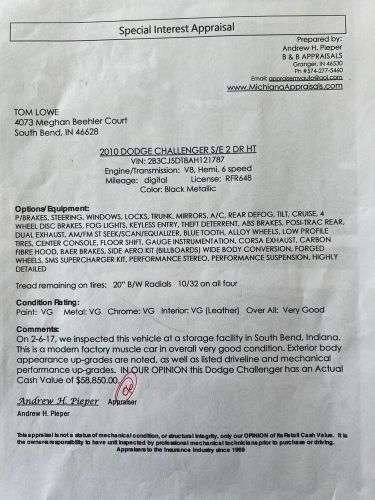 Special Interest Appraisal
Prepared by:
Andrew H. Pieper
B & B APPRAISALS
Granger, IN 46530
Ph #574-277-5460
Email: appraisemyauto@aol.com
www.MichianaAppraisals.com
TOM LOWE
4073 Meghan Beehler Court
South Bend, IN 46628
2010 DODGE CHALLENGER S/E 2 DR HT
VIN: 2B3CJ5DT8AH121787
Engine/Transmission: V8, Hemi, 6 speed
Mileage: digital License: RFR648
Color: Black Metallic
Options/Equipment:
P/BRAKES, STEERING, WINDOWS, LOCKS, TRUNK, MIRRORS, A/C, REAR DEFOG, TILT, CRUISE, 4
WHEEL DISC BRAKES, FOG LIGHTS, KEYLESS ENTRY, THEFT DETERRENT, ABS BRAKES, POSI-TRAC REAR,
DUAL EXHAUST, AM/FM ST SEEK/SCAN/EQUALIZER, BLUE TOOTH, ALLOY WHEELS, LOW PROFILE
TIRES, CENTER CONSOLE, FLOOR SHIFT, GAUGE INSTRUMENTATION, CORSA EXHAUST, CARBON
FIBRE HOOD, BAER BRAKES, SIDE AERO KIT (BILLBOARDS) WIDE BODY CONVERSION, FORGED
WHEELS, SMS SUPERCHARGER KIT, PERFORMANCE STEREO, PERFORMANCE SUSPENSION, HIGHLY
DETAILED
Tread remaining on tires: 20" B/W Radials 10/32 on all four
Condition Rating:
Paint: VG Metal: VG Chrome: VG Interior: VG (Leather) Over All: Very Good
Comments:
On 2-6-17, we inspected this vehicle at a storage facility in South Bend, Indiana.
This is a modern factory muscle car in overall very good condition. Exterior body
appearance up-grades are noted, as well as listed driveline and mechanical
performance up-grades. IN OUR OPINION this Dodge Challenger has an Actual
Cash Value of $58,850.00.
Andrew H. Pieper Appraiser
Andrew H. Pieper
This appraisal is not a status of mechanical condition, or structural integrity, only our OPINION of its Retail Cash Value. It is
the owners responsibility to have unit inspected by professional mechanical technicians prior to purchase or driving.
Appraisers to the Insurance Industry since 1989